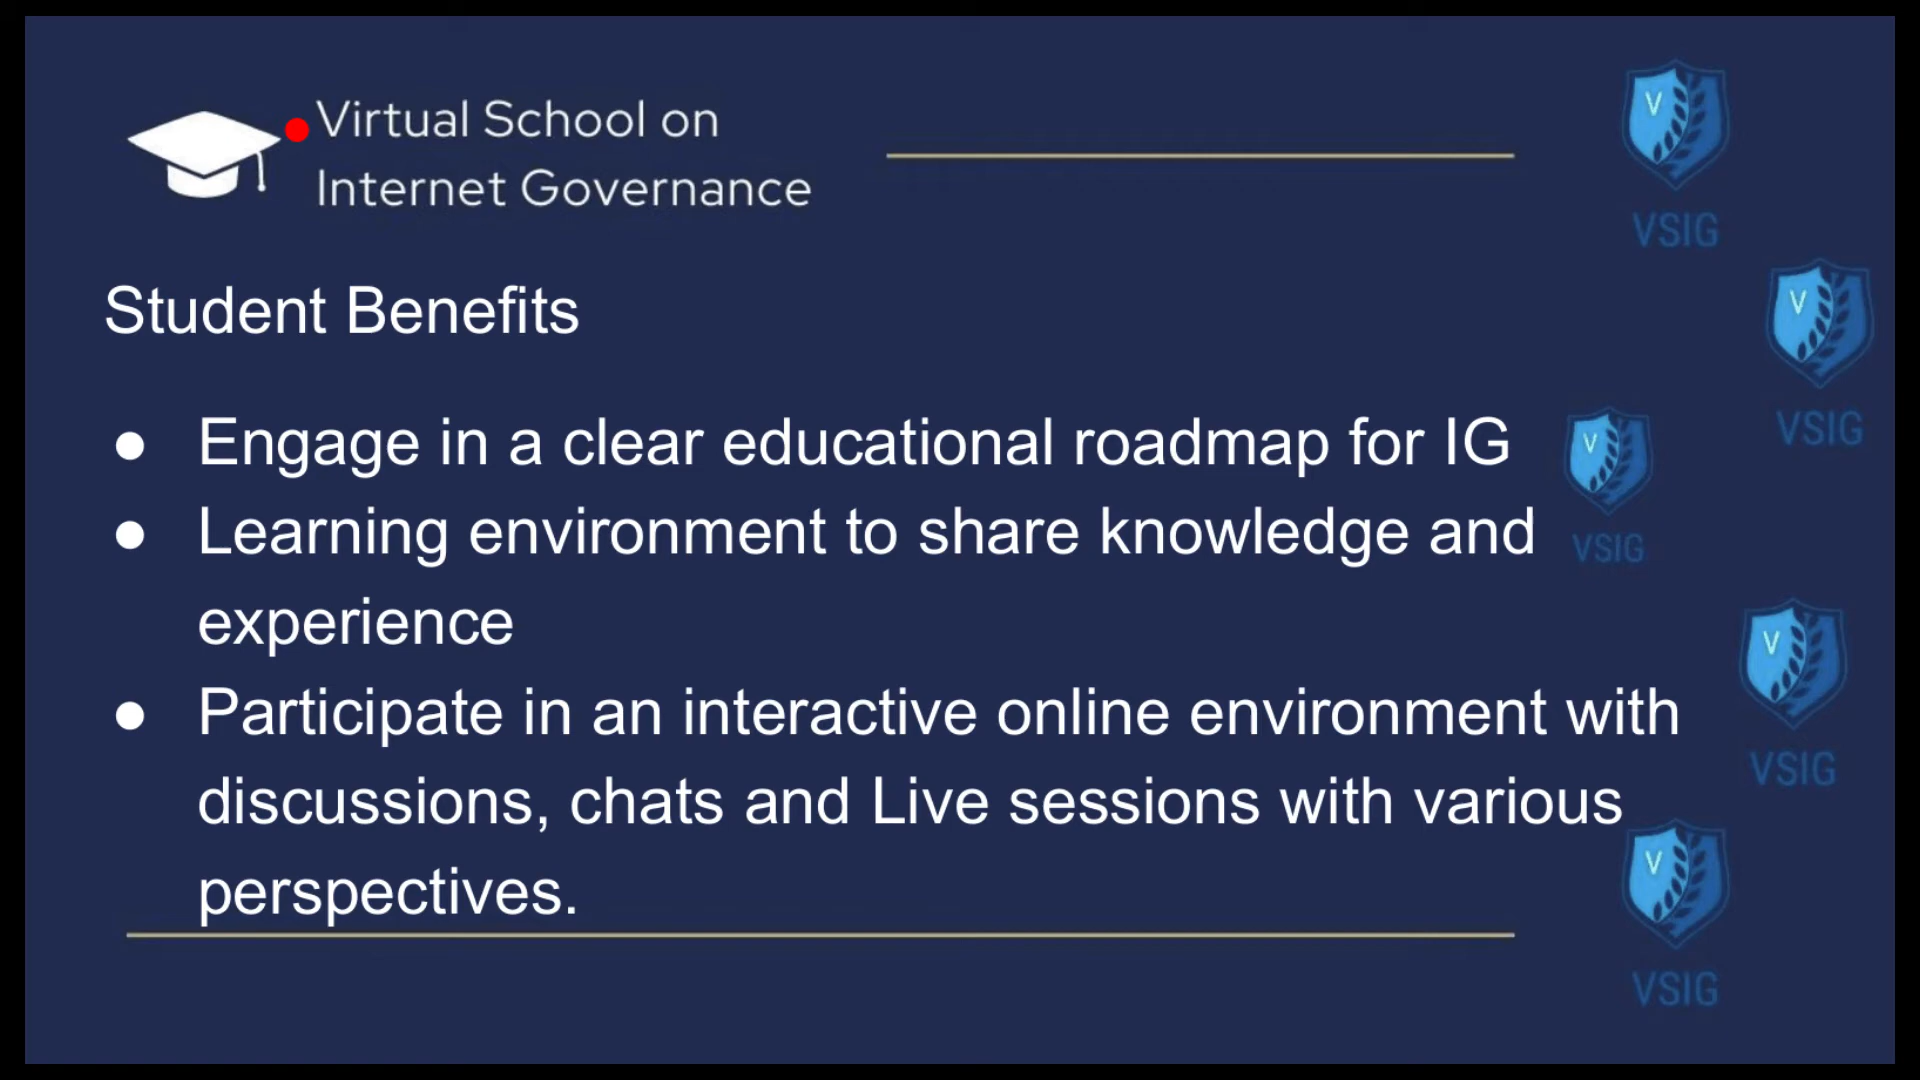 Virtual School on
Internet Governance
V
VSIG
Student Benefits
V
VSIG
● Engage in a clear educational roadmap for IG
V
VSIG
● Learning environment to share knowledge and
experience
V
VSIG
● Participate in an interactive online environment with
discussions, chats and Live sessions with various
perspectives.
V
VSIG